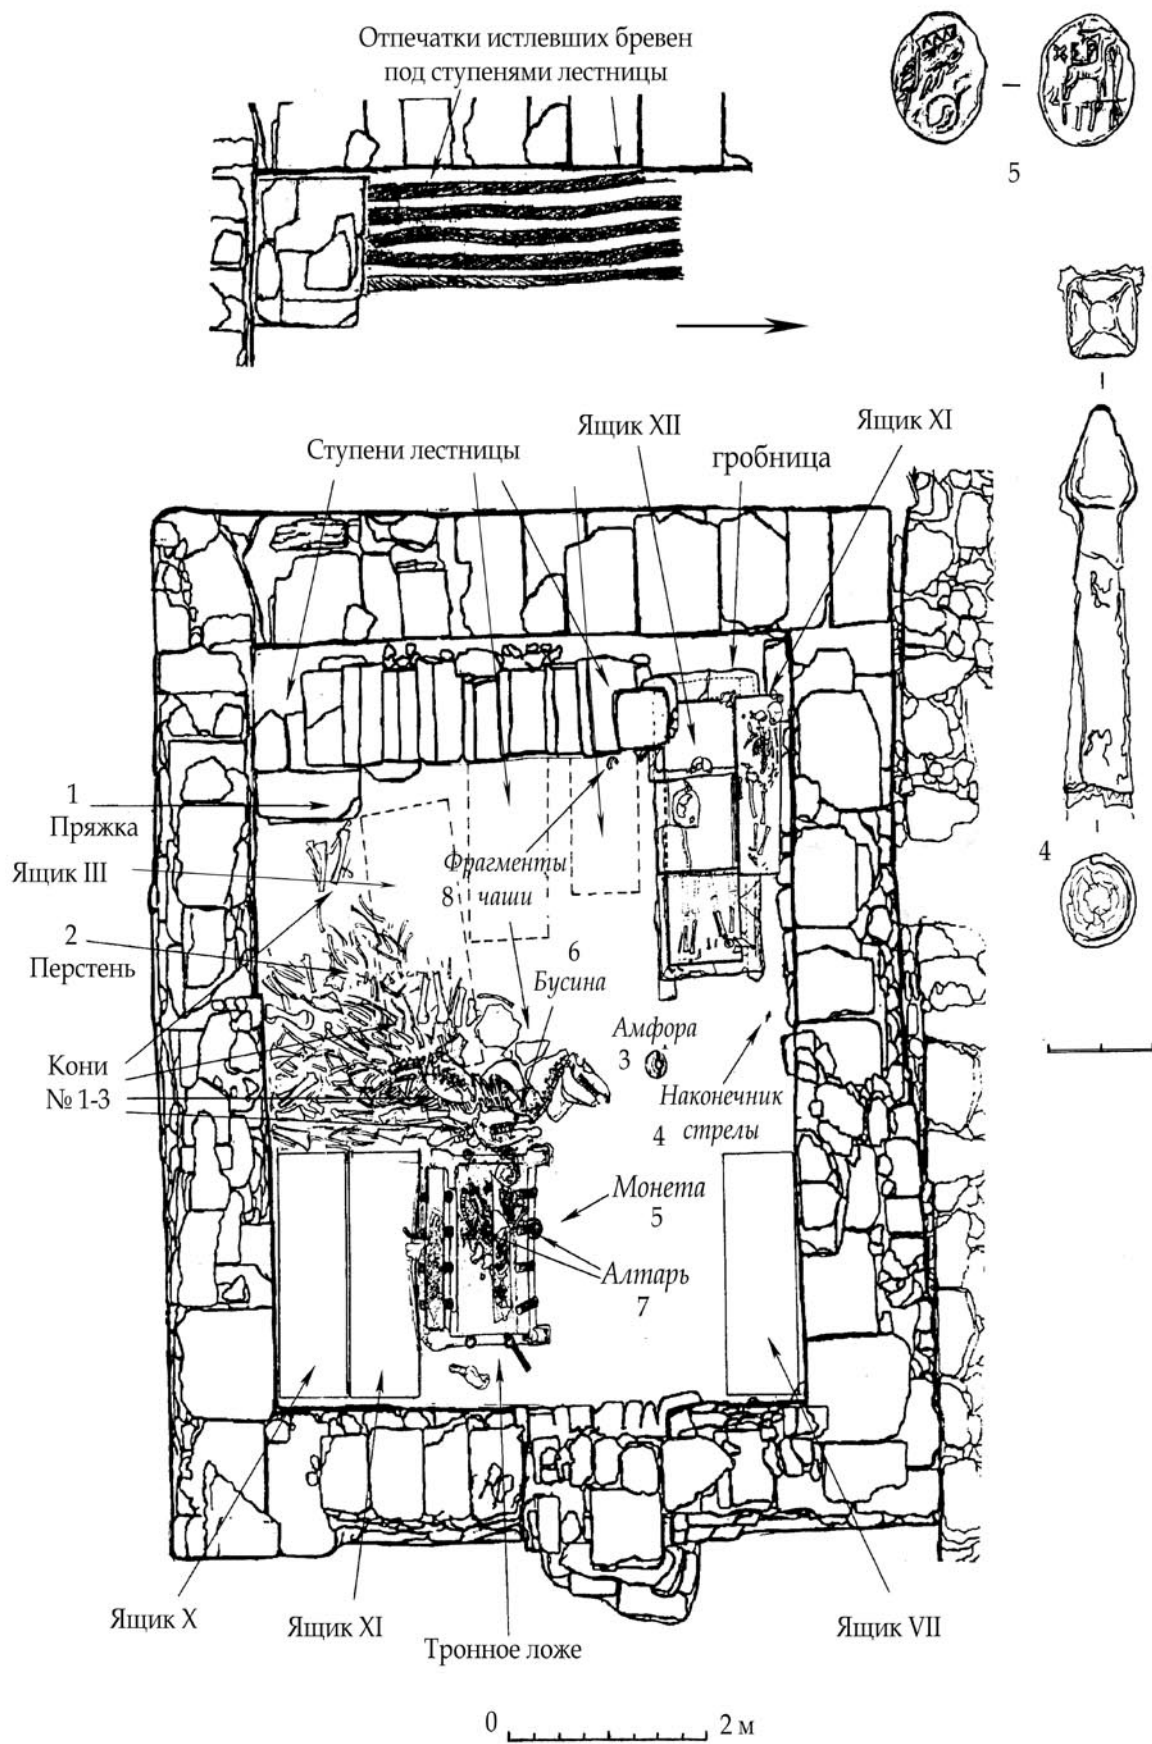 Отпечатки истлевших бревен
под ступенями лестницы
5
Ящик XII
Ящик XI
Ступени лестницы
гробница
1
Пряжка
4
Ящик III
Фрагменты
8 чаши
2
Перстень
6
Бусина
Амфора
3
Кони
№ 1-3
Наконечник
4 стрелы
Монета
5
Алтарь
7
Ящик X
Ящик XI
Ящик VII
Тронное ложе
0 2 м